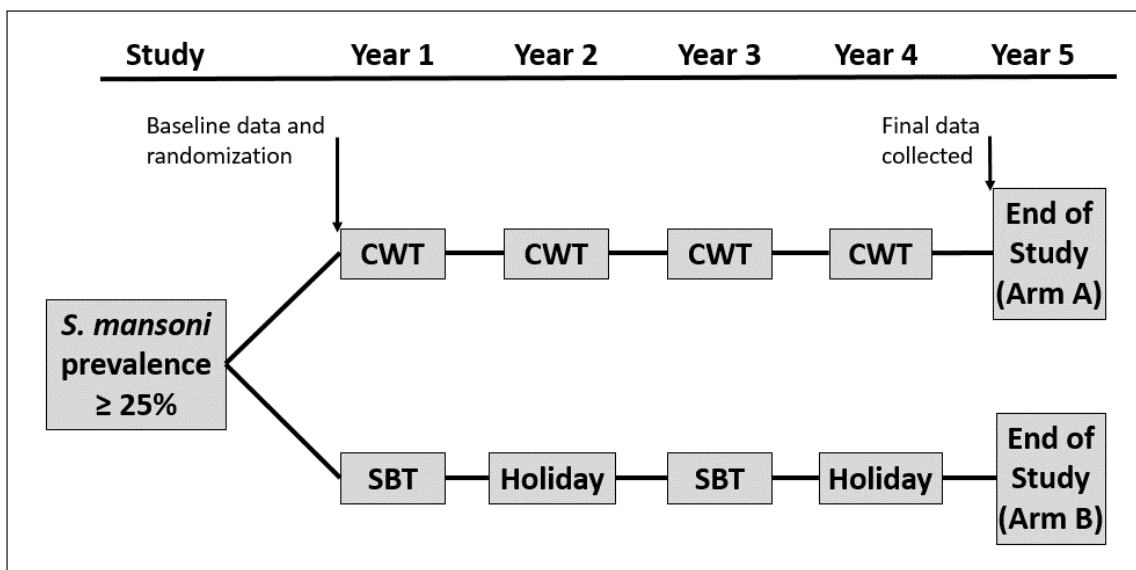 Study Year 1 Year 2 Year 3 Year 4 Year 5
Baseline data and
randomization
Final data
collected
CWT CWT CWT CWT
End of
Study
(Arm A)
S. mansoni
prevalence
≥ 25%
SBT Holiday SBT Holiday
End of
Study
(Arm B)